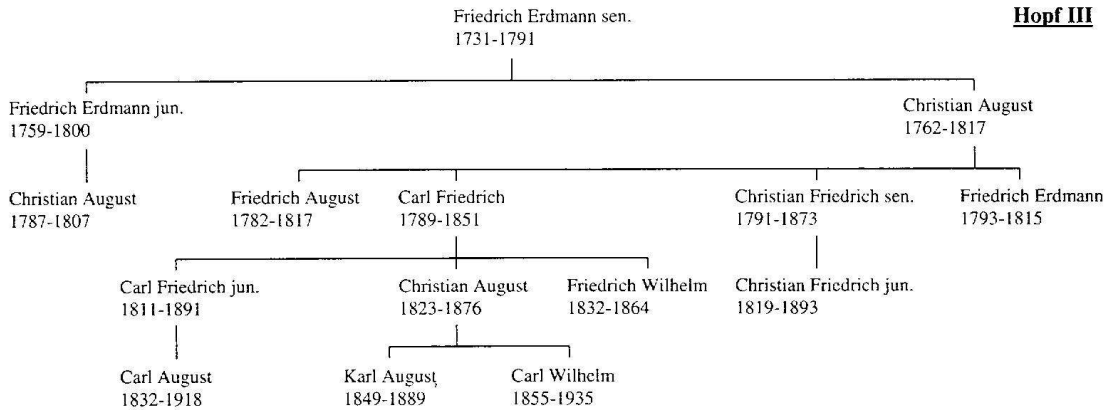 Hopf III
Friedrich Erdmann sen.
1731-1791
Friedrich Erdmann jun.
1759-1800
Christian August
1762-1817
Christian August
1787-1807
Friedrich August
1782-1817
Carl Friedrich
1789-1851
Christian Friedrich sen.
1791-1873
Friedrich Erdmann
1793-1815
Carl Friedrich jun.
1811-1891
Christian August
1823-1876
Friedrich Wilhelm
1832-1864
Christian Friedrich jun.
1819-1893
Carl August
1832-1918
Karl August
1849-1889
Carl Wilhelm
1855-1935